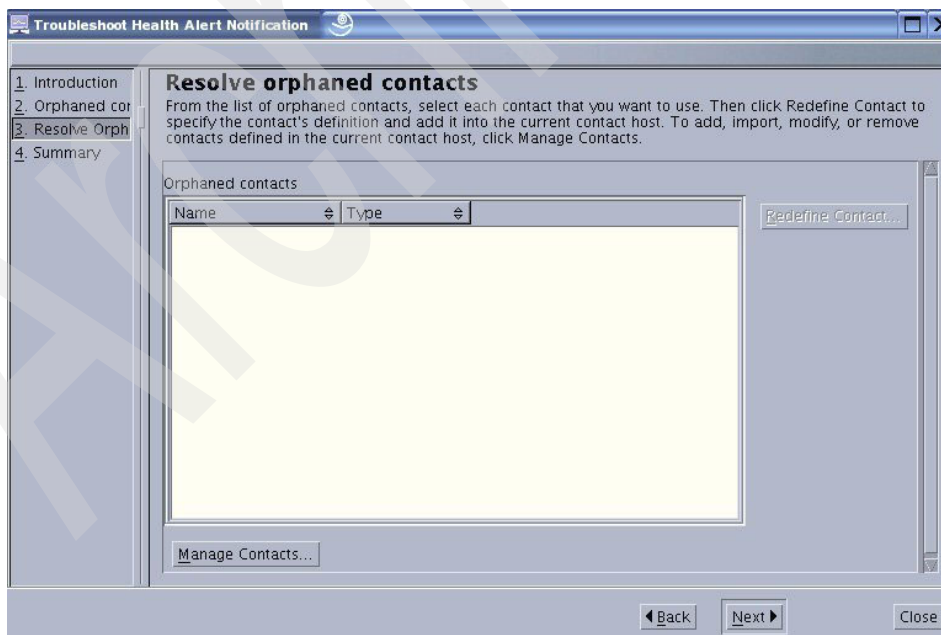 Troubleshoot Health Alert Notification
1. Introduction
2. Orphaned cor
3. Resolve Orph
4. Summary
Resolve orphaned contacts
From the list of orphaned contacts, select each contact that you want to use. Then click Redefine Contact to
specify the contact's definition and add it into the current contact host. To add, import, modify, or remove
contacts defined in the current contact host, click Manage Contacts.
Orphaned contacts
Name Type
Redefine Contact...
Manage Contacts...
Back Next Close